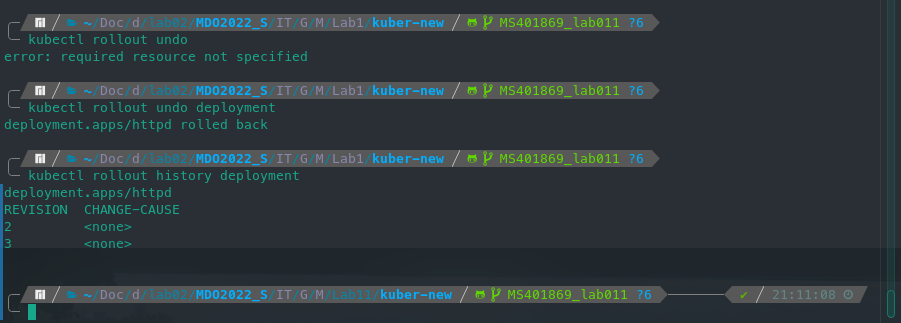 ~/Doc/d/lab02/MDO2022_S/IT/G/M/Lab1/kuber-new MS401869_lab011 ?6
kubectl rollout undo
error: required resource not specified
~/Doc/d/lab02/MDO2022_S/IT/G/M/Lab1/kuber-new MS401869_lab011 ?6
kubectl rollout undo deployment
deployment.apps/httpd rolled back
~/Doc/d/lab02/MDO2022_S/IT/G/M/Lab1/kuber-new MS401869_lab011 ?6
kubectl rollout history deployment
deployment.apps/httpd
REVISION CHANGE-CAUSE
2 <none>
3 <none>
~/Doc/d/lab02/MDO2022_S/IT/G/M/Lab11/kuber-new MS401869_lab011 ?6 ✔ 21:11:08